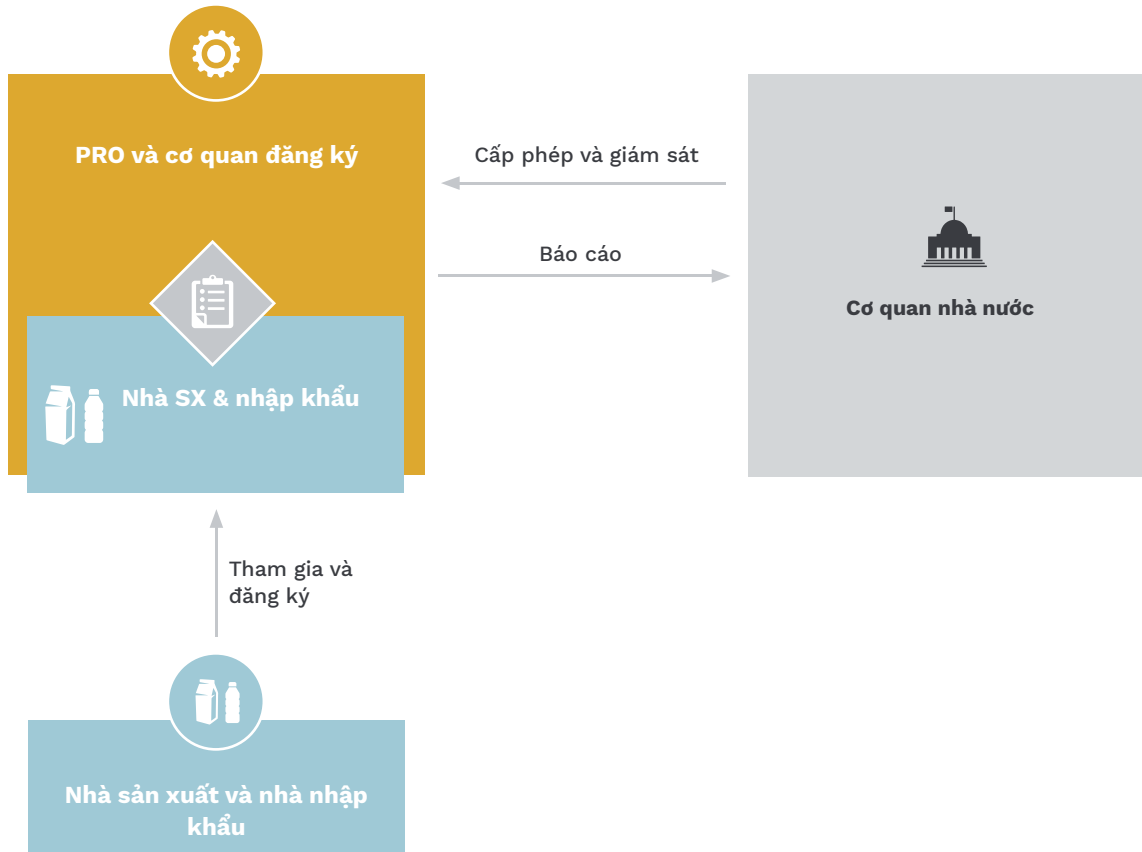 PRO và cơ quan đăng ký
Cấp phép và giám sát
Báo cáo
Cơ quan nhà nước
Nhà SX & nhập khẩu
Tham gia và
đăng ký
Nhà sản xuất và nhà nhập
khẩu